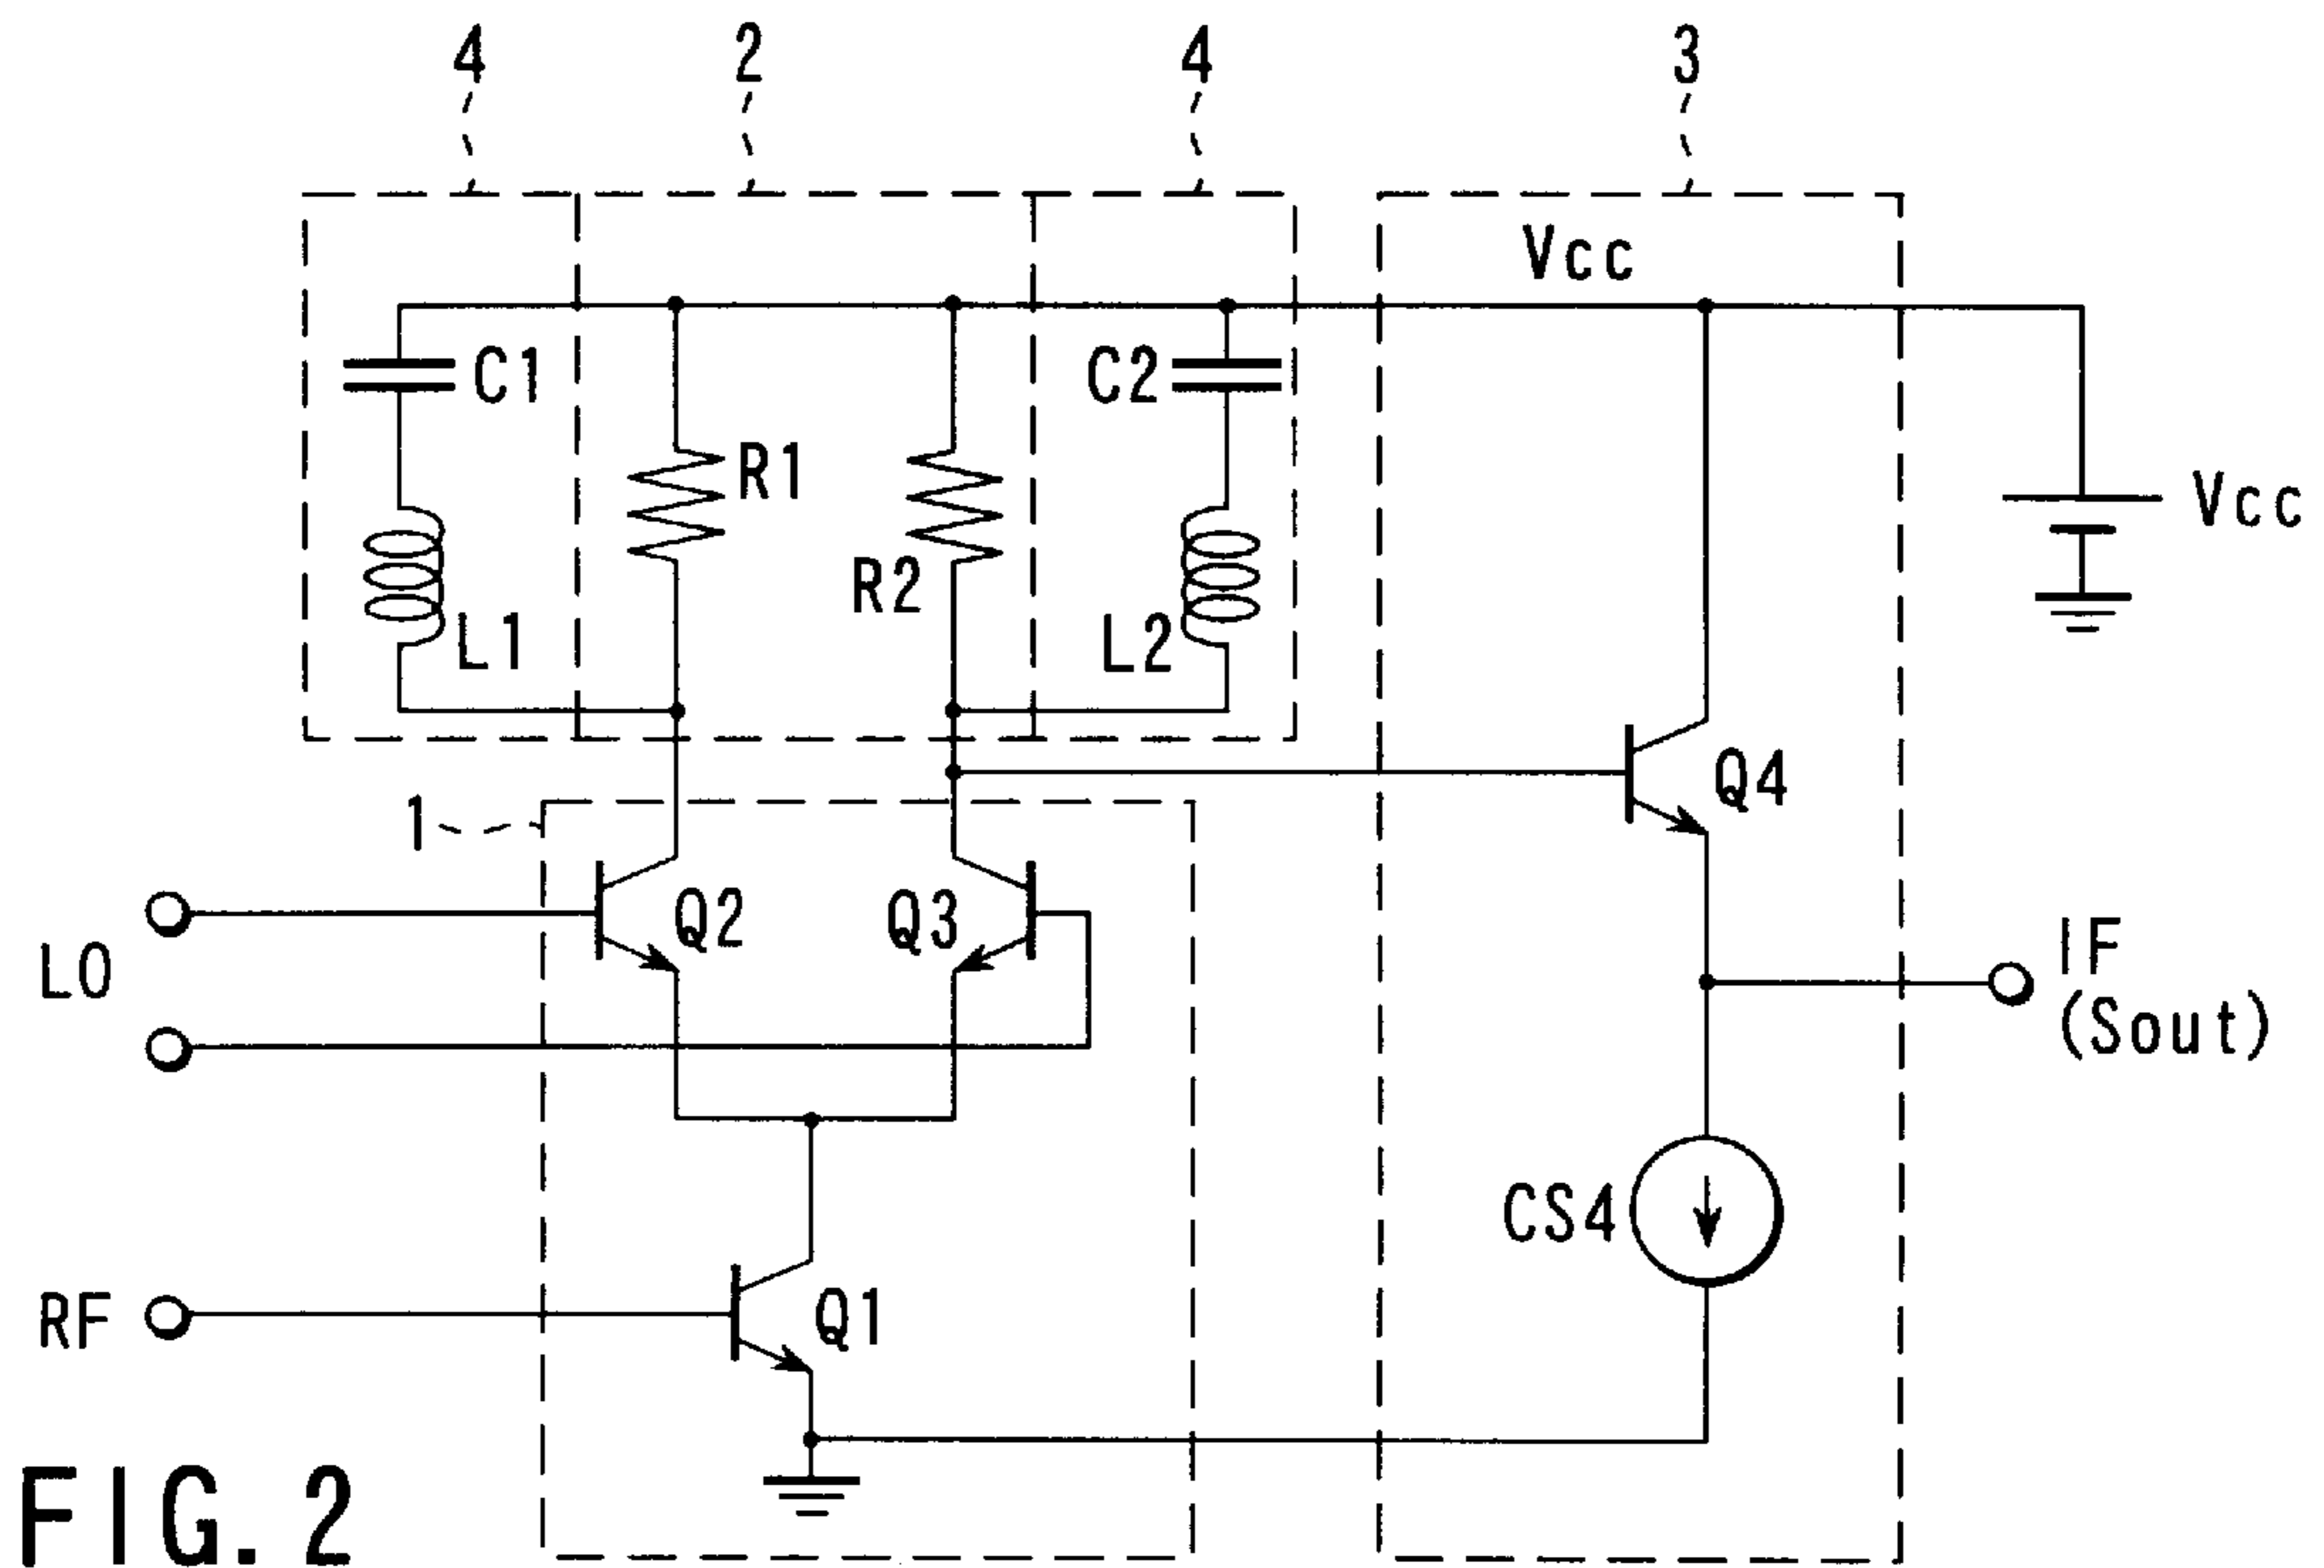 4 2 4 3
Vcc
C1 C2
R1
Vcc
R2
L1 L2
Q4
1
Q2 Q3
LO
IF
(Sout)
CS4
RF
Q1
FIG. 2